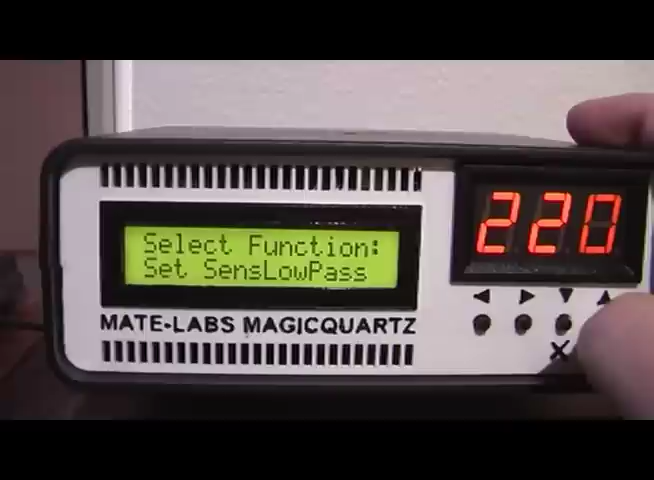 Select Function:
Set SensLowPass
220
MATE-LABS MAGICQUARTZ
X